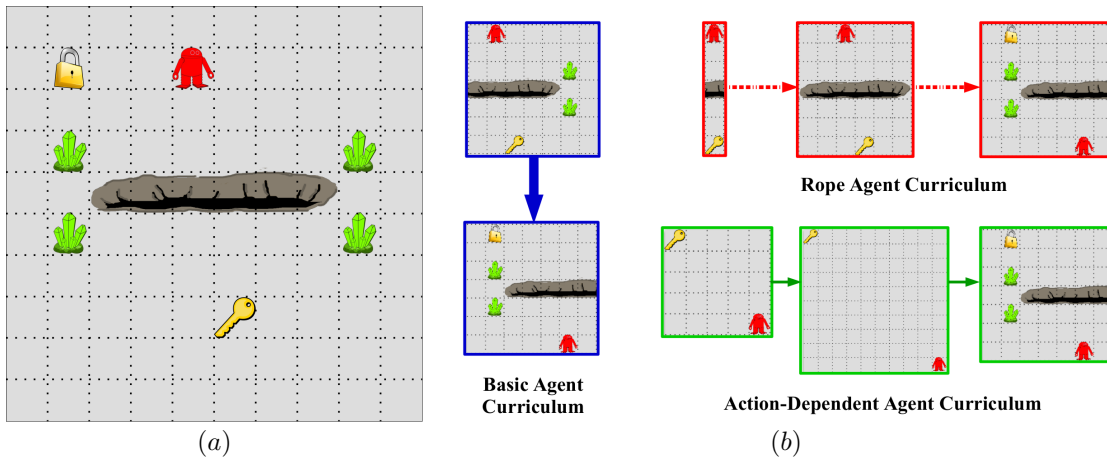 Rope Agent Curriculum
Basic Agent
Curriculum
Action-Dependent Agent Curriculum
(a)
(b)